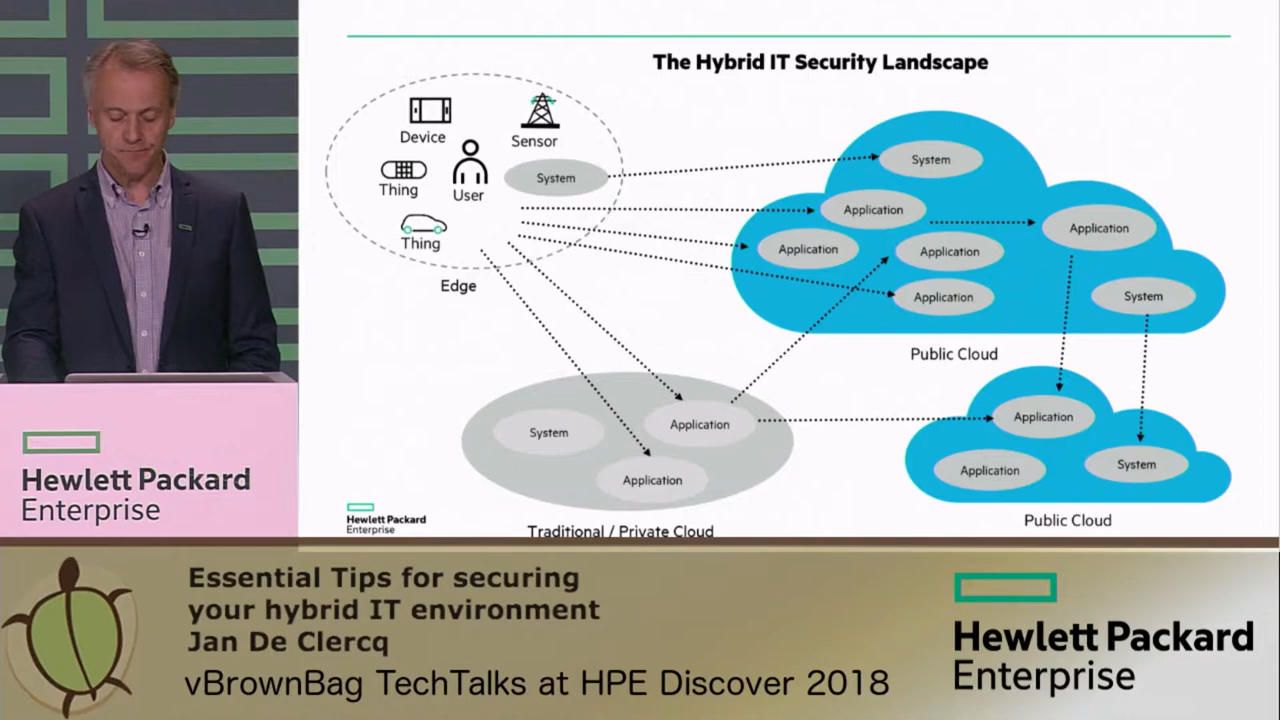 The Hybrid IT Security Landscape
Device
Sensor
Thing
User
System
Thing
Edge
System
Application
Application
Application
Application
Application
System
Public Cloud
System
Application
Application
Traditional / Private Cloud
Application
Application
System
Public Cloud
Hewlett Packard
Enterprise
Hewlett Packard
Enterprise
Essential Tips for securing
your hybrid IT environment
Jan De Clercq
vBrownBag TechTalks at HPE Discover 2018
Hewlett Packard
Enterprise